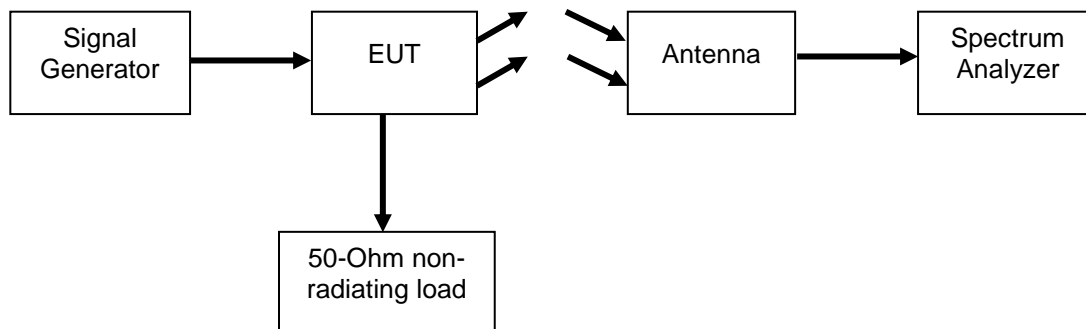 Signal
Generator
EUT
Antenna
Spectrum
Analyzer
50-Ohm non-
radiating load